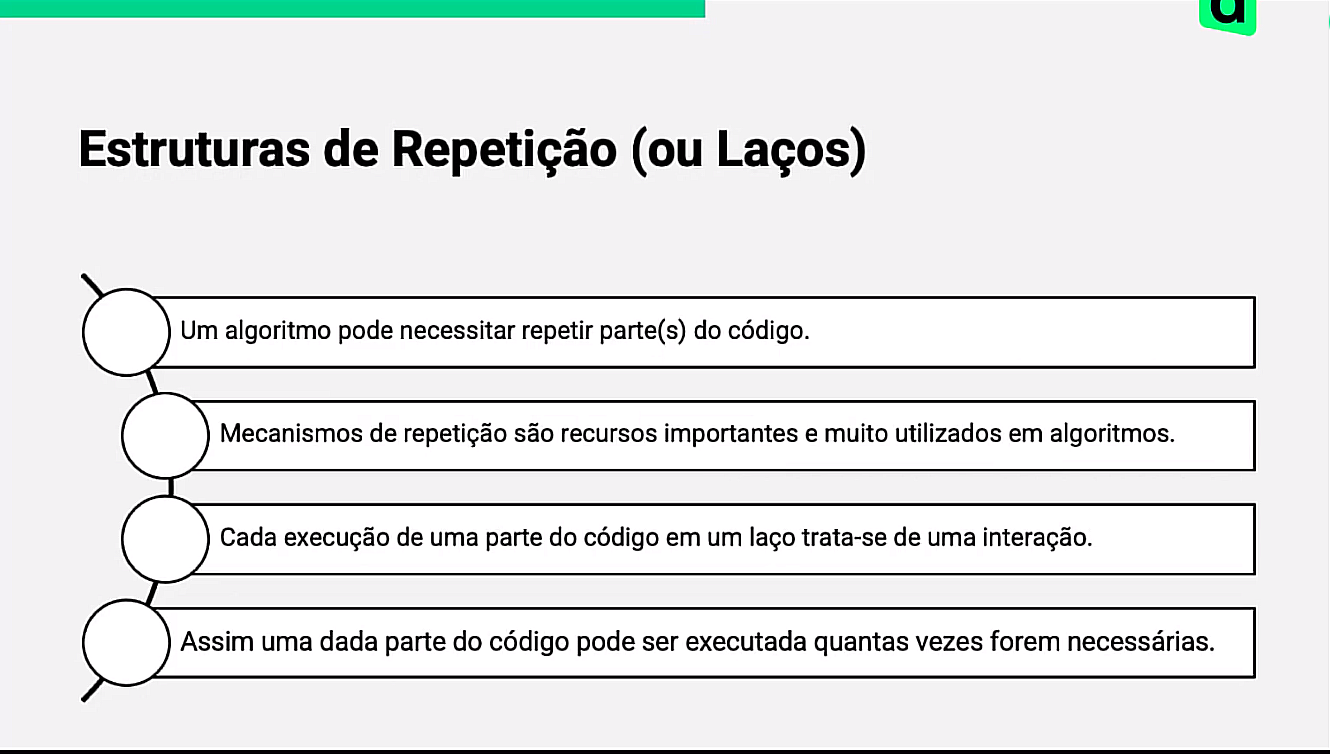 d
Estruturas de Repetição (ou Laços)
Um algoritmo pode necessitar repetir parte(s) do código.
Mecanismos de repetição são recursos importantes e muito utilizados em algoritmos.
Cada execução de uma parte do código em um laço trata-se de uma interação.
Assim uma dada parte do código pode ser executada quantas vezes forem necessárias.